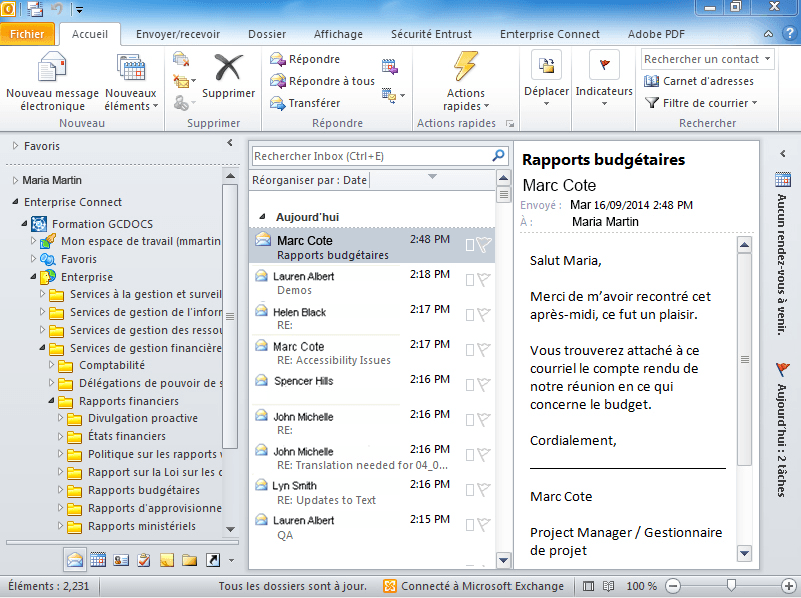 Fichier Accueil Envoyer/recevoir Dossier Affichage Sécurité Entrust Enterprise Connect Adobe PDF
Nouveau message électronique
Nouveaux éléments
Nouveau
Supprimer
Supprimer
Répondre
Répondre à tous
Transférer
Répondre
Actions rapides
Actions rapides
Déplacer
Indicateurs
Rechercher un contact
Carnet d'adresses
Filtre de courrier
Rechercher
Favoris
Maria Martin
Enterprise Connect
Formation GCDOCS
Mon espace de travail (mmartin
Favoris
Enterprise
Services à la gestion et surveil
Services de gestion de l'infor
Services de gestion des ressou
Services de gestion financière
Comptabilité
Délégations de pouvoir de s
Rapports financiers
Divulgation proactive
États financiers
Politique sur les rapports
Rapport sur la Loi sur les c
Rapports budgétaires
Rapports d'approvisionne
Rapports ministériels
Rechercher Inbox (Ctrl+E)
Réorganiser par : Date
Aujourd'hui
Marc Cote 2:48 PM
Rapports budgétaires
Lauren Albert 2:18 PM
Demos
Helen Black 2:17 PM
RE:
Marc Cote 2:17 PM
RE: Accessibility Issues
Spencer Hills 2:16 PM
John Michelle 2:16 PM
RE:
John Michelle 2:16 PM
RE: Translation needed for 04_0...
Lyn Smith 2:16 PM
RE: Updates to Text
Lauren Albert 2:15 PM
QA
Rapports budgétaires
Marc Cote
Envoyé : Mar 16/09/2014 2:48 PM
À : Maria Martin
Salut Maria,
Merci de m'avoir recontré cet
après-midi, ce fut un plaisir.
Vous trouverez attaché à ce
courriel le compte rendu de
notre réunion en ce qui
concerne le budget.
Cordialement,
Marc Cote
Project Manager / Gestionnaire
de projet
Aucun rendez-vous à venir.
Aujourd'hui : 2 tâches
Éléments : 2,231 Tous les dossiers sont à jour. Connecté à Microsoft Exchange 100 %